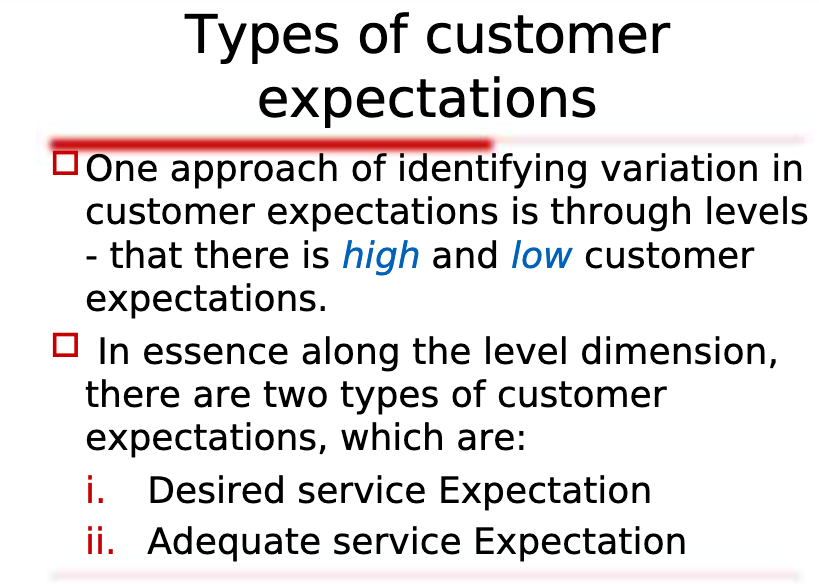 Types of customer
expectations
One approach of identifying variation in
customer expectations is through levels
- that there is high and low customer
expectations.
In essence along the level dimension,
there are two types of customer
expectations, which are:
i. Desired service Expectation
ii. Adequate service Expectation